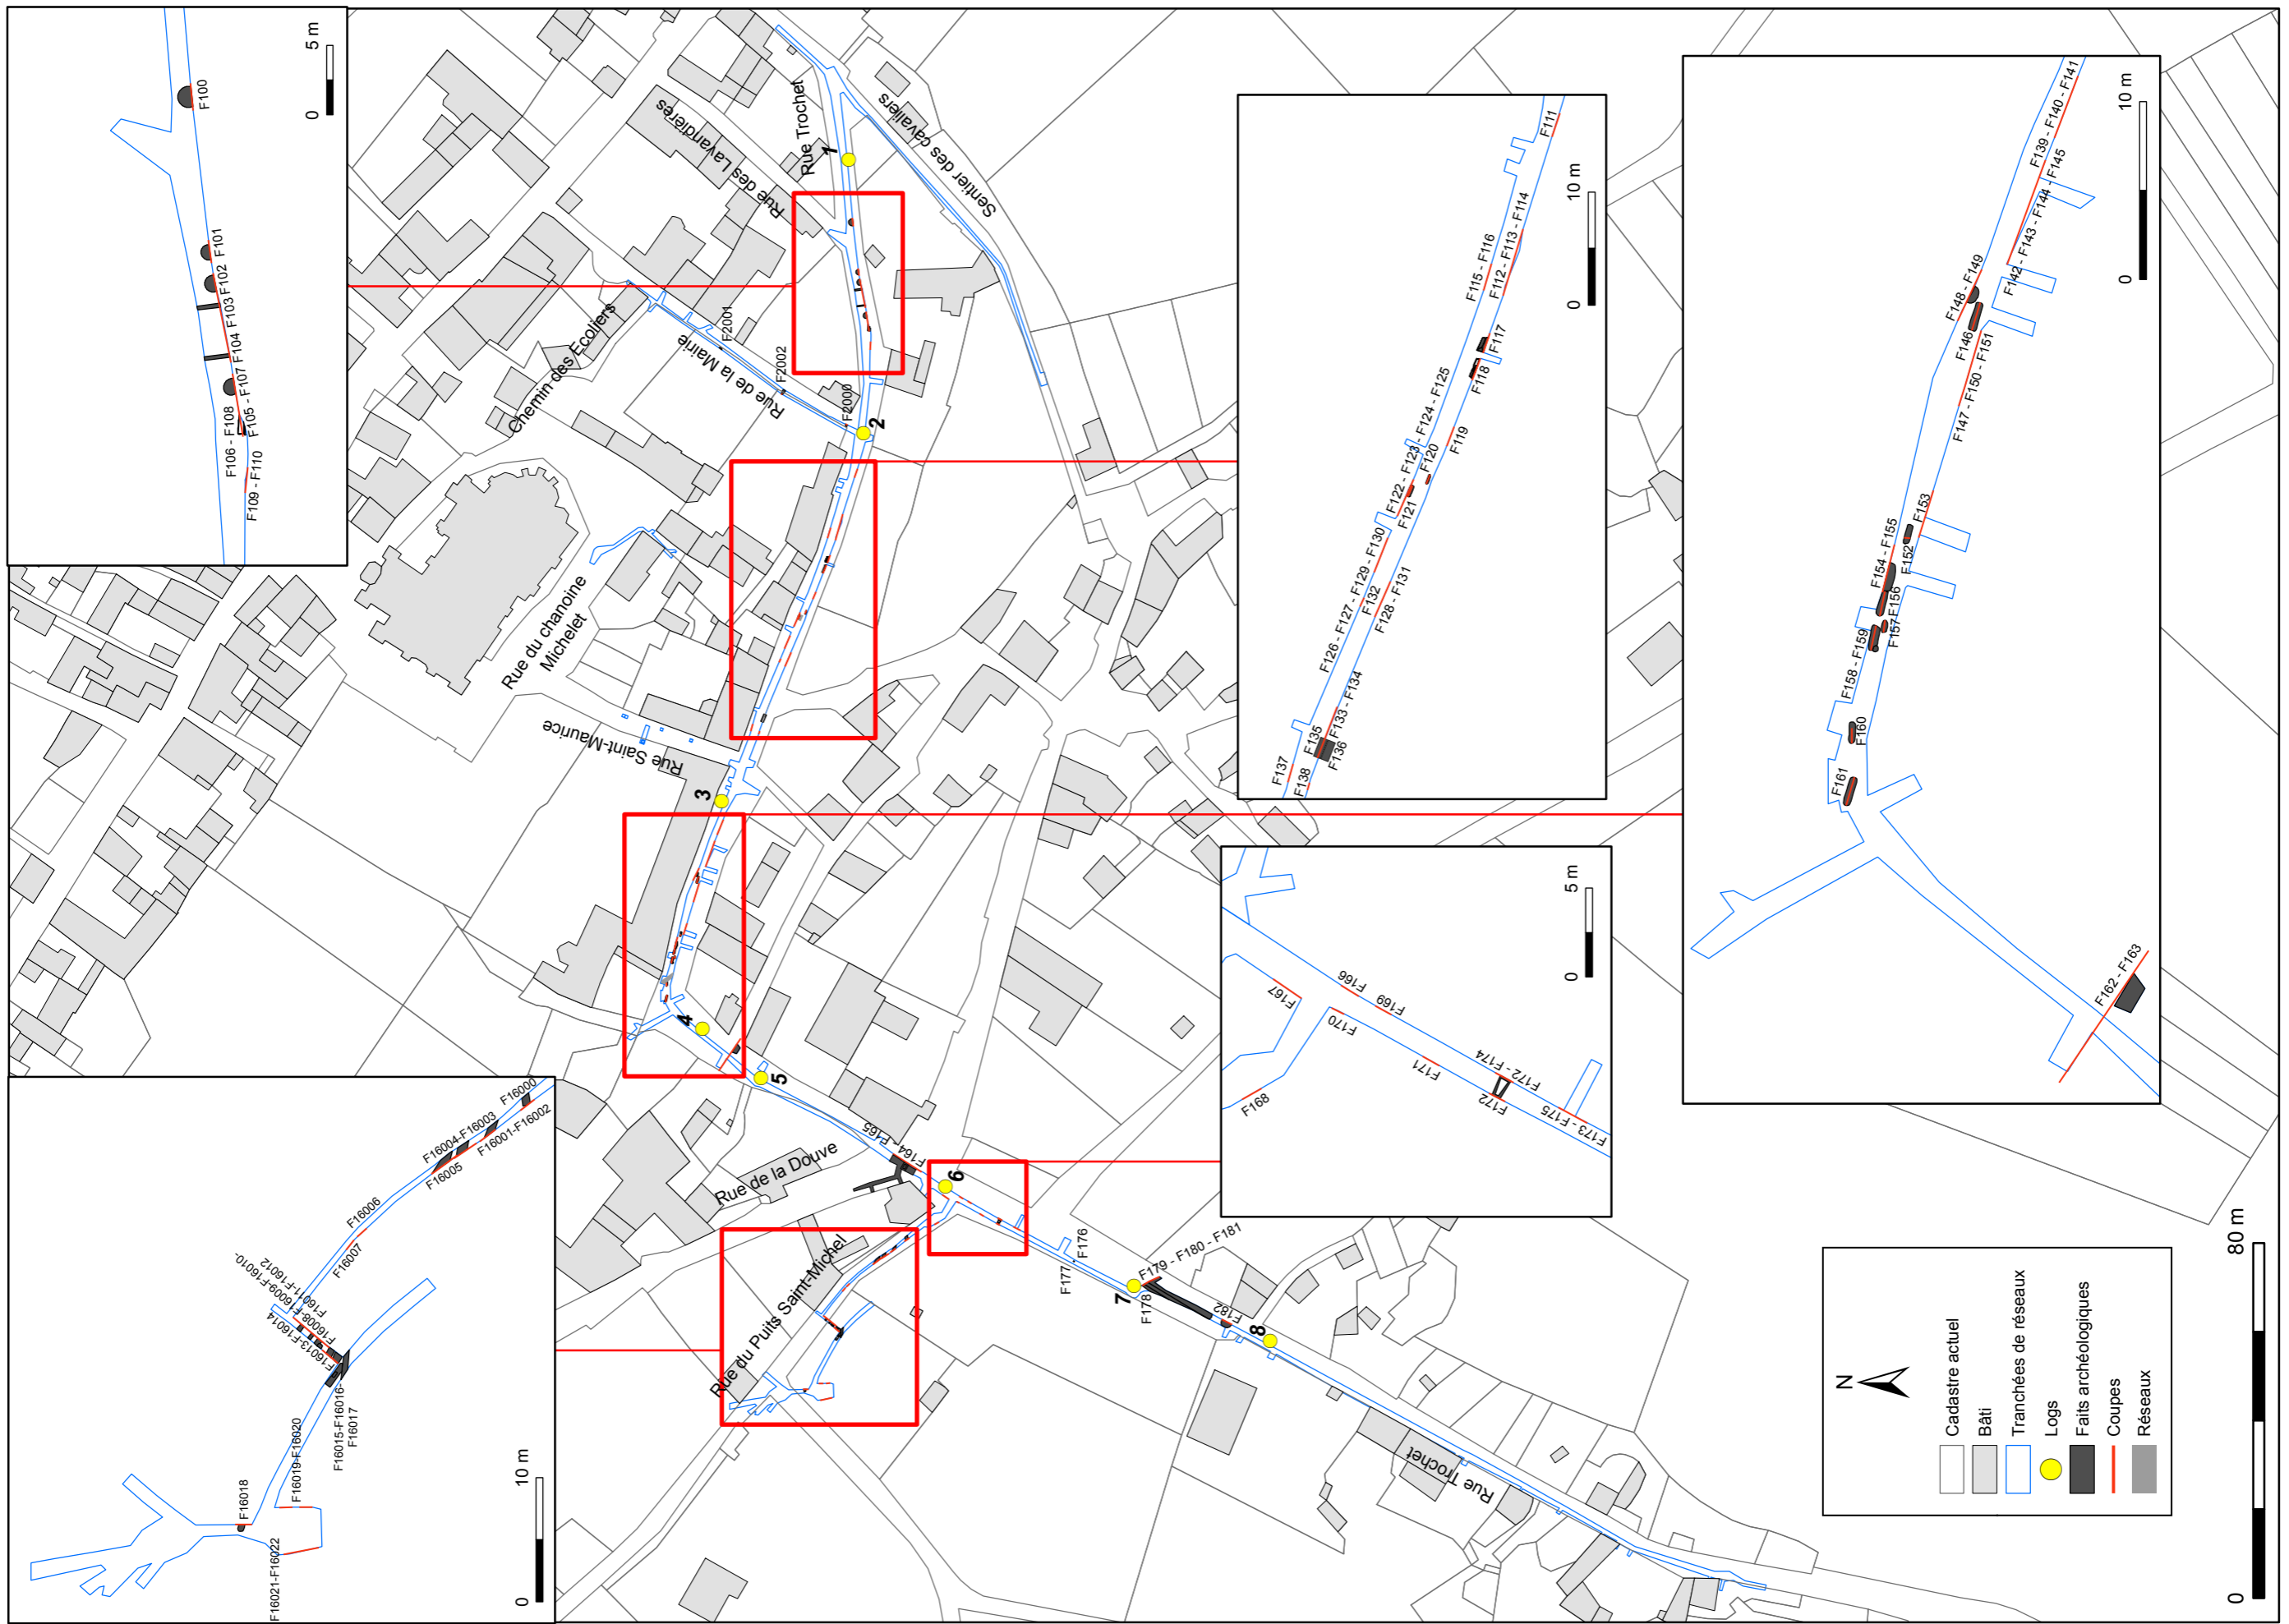 0 5 m
F100
F101
F102
F103
F104
F105 - F107
F106 - F108
F109 - F110
0 10 m
F111
F112 - F113 - F114
F115 - F116
F117
F118
F119
F120
F121
F122 - F123 - F124 - F125
F126 - F127 - F129 - F130
F132
F128 - F131
F133 - F134
F135
F136
F137
F138
0 10 m
F139 - F140 - F141
F142 - F143 - F144 - F145
F148 - F149
F146
F147 - F150 - F151
F153
F152
F154 - F155
F156
F157
F158 - F159
F160
F161
F162 - F163
0 5 m
F166
F167
F168
F169
F170
F171
F172 - F174
F172
F173 - F175
0 10 m
F16000
F16001-F16002
F16004-F16003
F16005
F16006
F16007
F16008-F16009-F16010-
F16011-F16012
F16013-F16014
F16015-F16016-
F16017
F16018
F16019-F16020
F16021-F16022
Rue Trochet
Rue des Lavandières
Sentier des cavaliers
Chemin des Ecoliers
Rue de la Mairie
F2001
F2002
F2000
Rue du chanoine
Michelet
Rue Saint-Maurice
Rue de la Douve
Rue du Puits Saint-Michel
F164 - F165
F176
F177
F178
F179 - F180 - F181
F182
Rue Trochet
1
2
3
4
5
6
7
8
N
Cadastre actuel
Bâti
Tranchées de réseaux
Logs
Faits archéologiques
Coupes
Réseaux
0 80 m